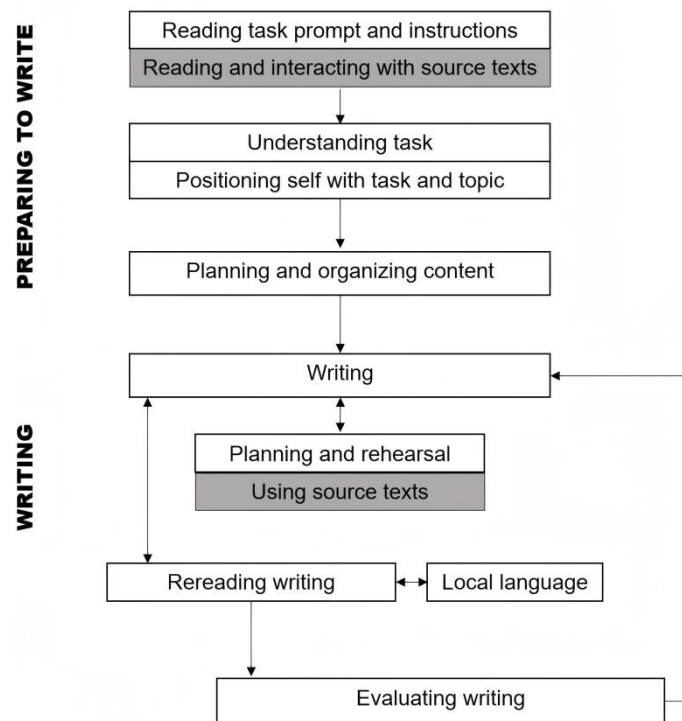 PREPARING TO WRITE
Reading task prompt and instructions
Reading and interacting with source texts
Understanding task
Positioning self with task and topic
Planning and organizing content
WRITING
Writing
Planning and rehearsal
Using source texts
Rereading writing
Local language
Evaluating writing